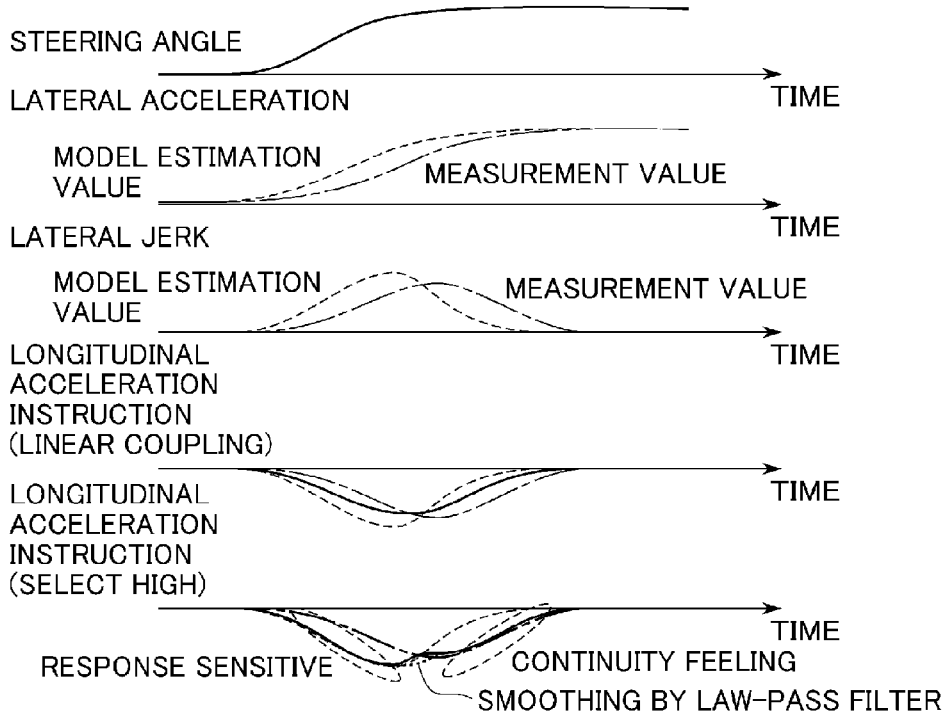 STEERING ANGLE
TIME
LATERAL ACCELERATION
MODEL ESTIMATION
VALUE
MEASUREMENT VALUE
TIME
LATERAL JERK
MODEL ESTIMATION
VALUE
MEASUREMENT VALUE
TIME
LONGITUDINAL
ACCELERATION
INSTRUCTION
(LINEAR COUPLING)
TIME
LONGITUDINAL
ACCELERATION
INSTRUCTION
(SELECT HIGH)
TIME
RESPONSE SENSITIVE
CONTINUITY FEELING
SMOOTHING BY LAW-PASS FILTER